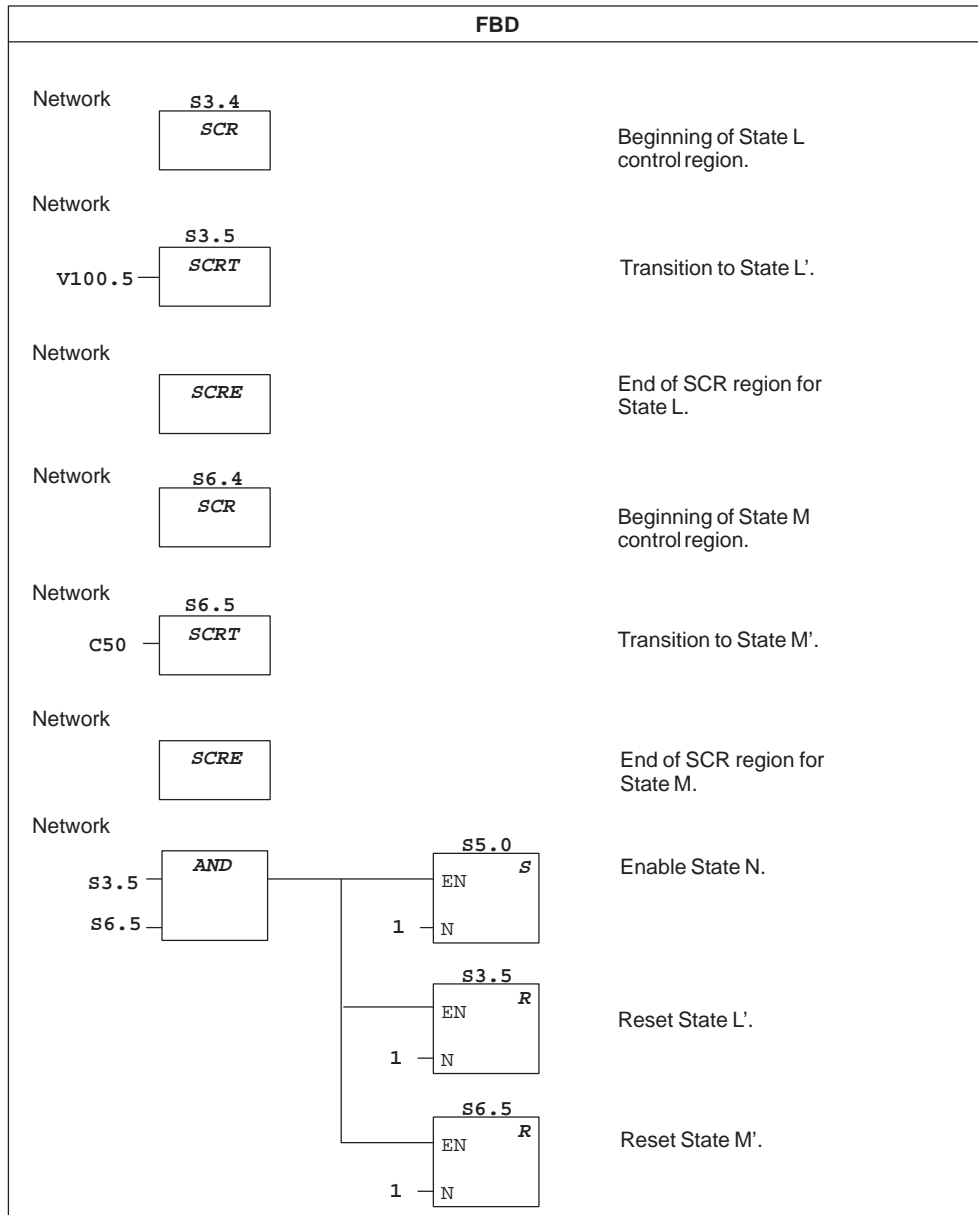 FBD
Network
S3.4
SCR
Beginning of State L
control region.
Network
S3.5
SCRT
V100.5
Transition to State L’.
Network
SCRE
End of SCR region for
State L.
Network
S6.4
SCR
Beginning of State M
control region.
Network
S6.5
SCRT
C50
Transition to State M’.
Network
SCRE
End of SCR region for
State M.
Network
AND
S3.5
S6.5
S5.0
S
EN
1 N
Enable State N.
S3.5
R
EN
1 N
Reset State L’.
S6.5
R
EN
1 N
Reset State M’.